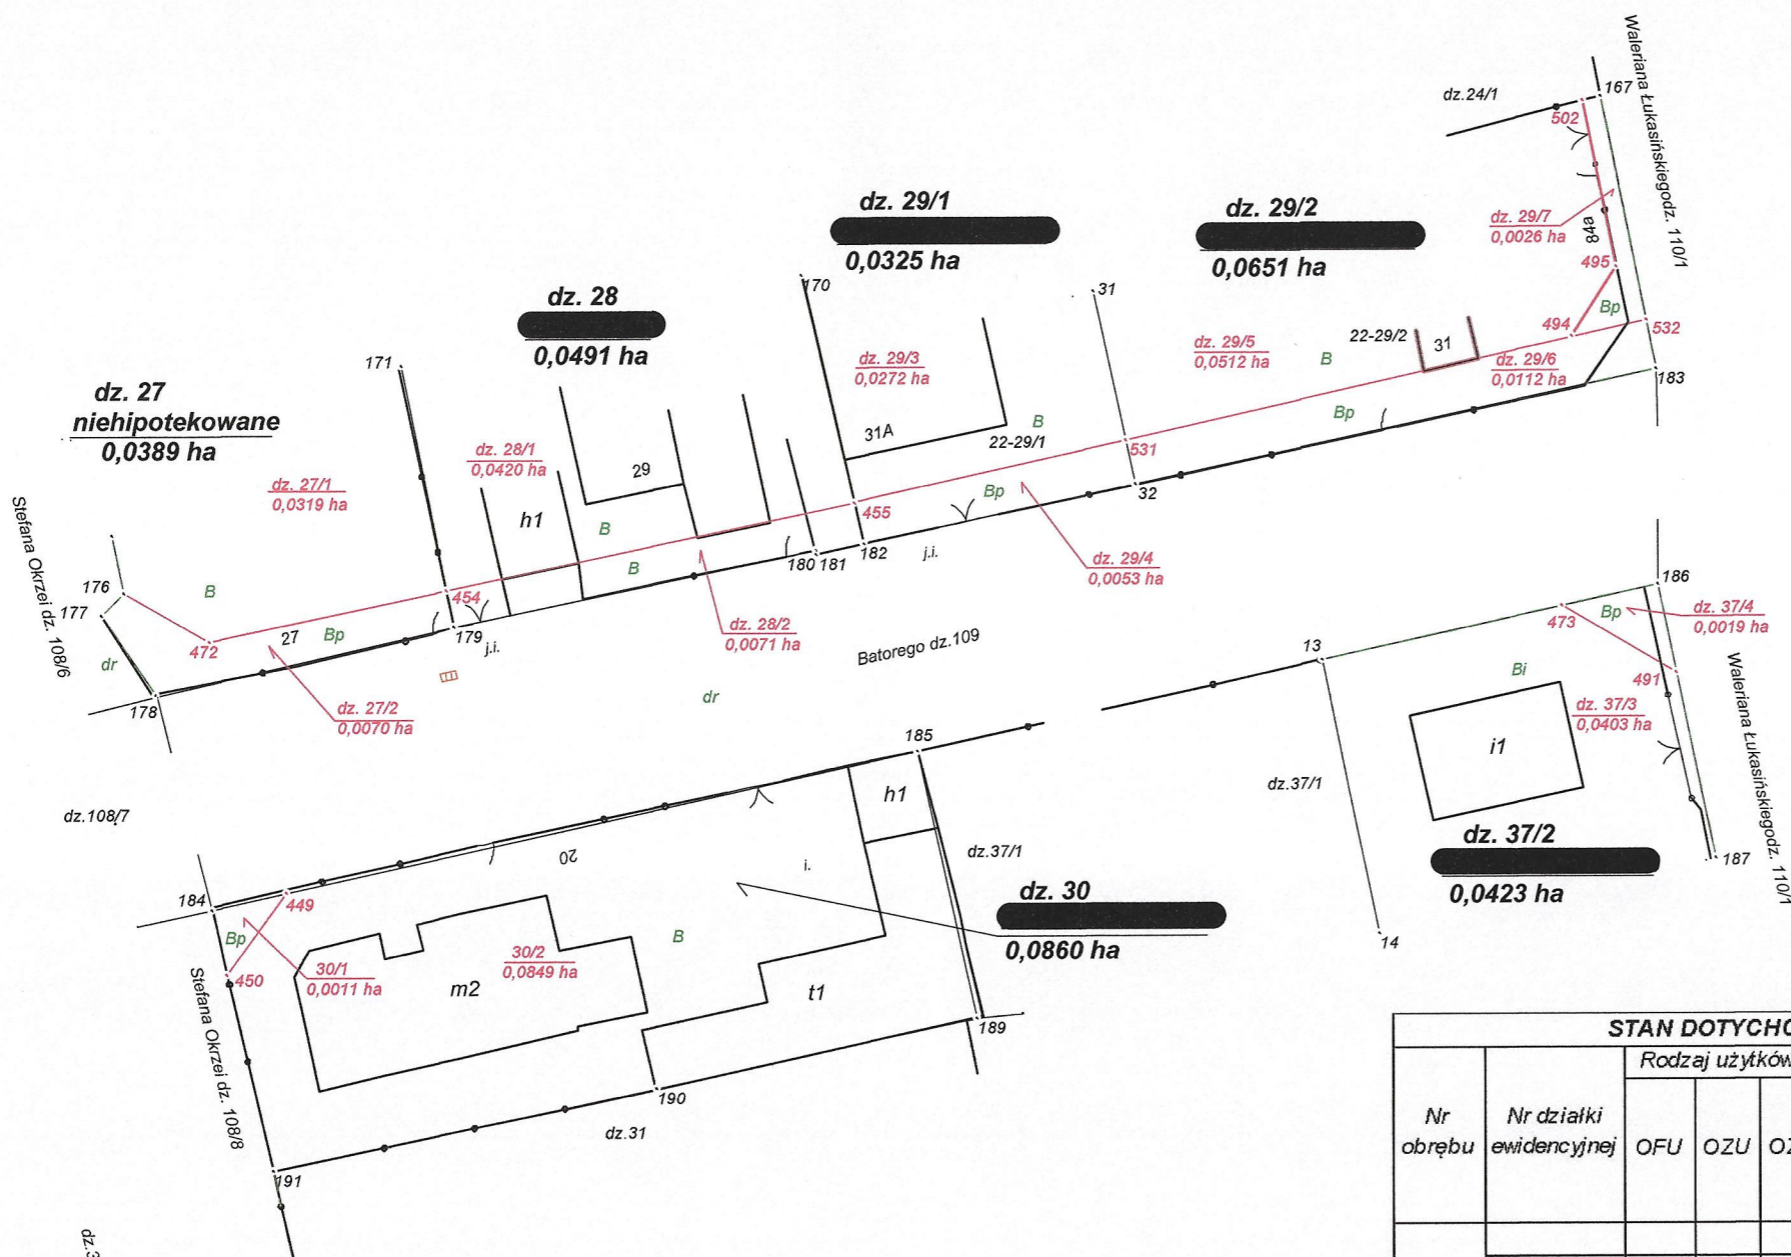 Waleriana Łukasińskiegodz. 110/1
167
dz.24/1
502
dz. 29/1
0,0325 ha
dz. 29/2
0,0651 ha
dz. 29/7
0,0026 ha
84a
495
170
31
dz. 28
0,0491 ha
Bp
494
532
22-29/2
31
dz. 29/5
0,0512 ha
B
dz. 29/3
0,0272 ha
dz. 29/6
0,0112 ha
183
171
dz. 27
niehipotekowane
0,0389 ha
Bp
B
31A
22-29/1
531
dz. 28/1
0,0420 ha
29
dz. 27/1
0,0319 ha
32
Bp
455
h1
B
Stefana Okrzei dz. 108/6
180
181
182
j.i.
dz. 29/4
0,0053 ha
B
176
177
B
454
186
473
Bp
dz. 37/4
0,0019 ha
472
27
Bp
179
j.i.
dz. 28/2
0,0071 ha
Batorego dz.109
13
dr
178
dr
Bi
491
dz. 27/2
0,0070 ha
dz. 37/3
0,0403 ha
Waleriana Łukasińskiegodz. 110/1
185
i1
dz.37/1
h1
dz.108/7
dz. 37/2
0,0423 ha
187
20
i.
dz.37/1
184
449
dz. 30
0,0860 ha
Bp
B
14
30/2
0,0849 ha
30/1
0,0011 ha
450
m2
t1
189
Stefana Okrzei dz. 108/8
190
dz.31
191
dz.3
STAN DOTYCHO
Rodzaj użytków
Nr
obrębu
Nr działki
ewidencyjnej
OFU
OZU